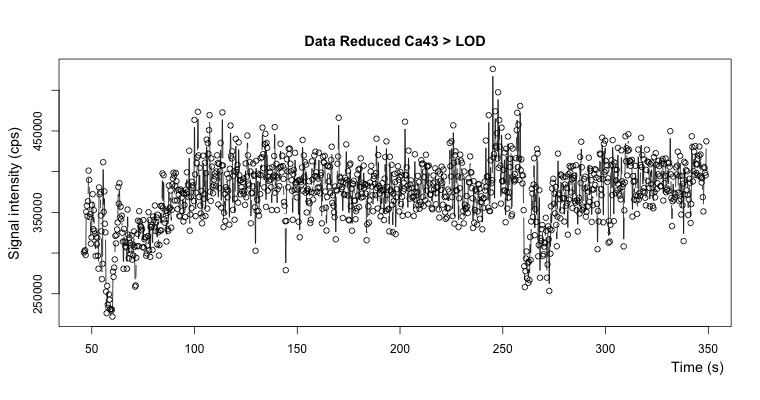 Data Reduced Ca43 > LOD
Signal intensity (cps)
450000
350000
250000
50 100 150 200 250 300 350
Time (s)